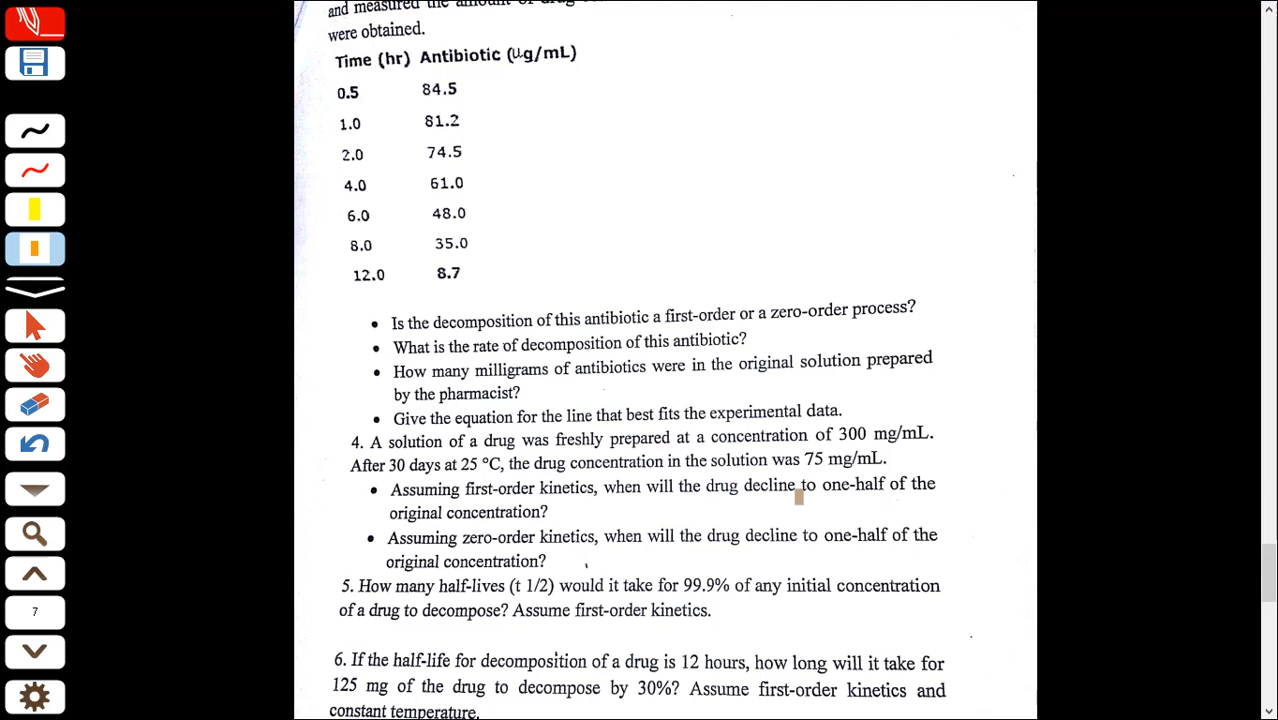 and measured the amount of drug
were obtained.
Time (hr) Antibiotic (μg/mL)
0.5 84.5
1.0 81.2
2.0 74.5
4.0 61.0
6.0 48.0
8.0 35.0
12.0 8.7
• Is the decomposition of this antibiotic a first-order or a zero-order process?
• What is the rate of decomposition of this antibiotic?
• How many milligrams of antibiotics were in the original solution prepared
by the pharmacist?
• Give the equation for the line that best fits the experimental data.
4. A solution of a drug was freshly prepared at a concentration of 300 mg/mL.
After 30 days at 25 °C, the drug concentration in the solution was 75 mg/mL.
• Assuming first-order kinetics, when will the drug decline to one-half of the
original concentration?
• Assuming zero-order kinetics, when will the drug decline to one-half of the
original concentration?
5. How many half-lives (t 1/2) would it take for 99.9% of any initial concentration
of a drug to decompose? Assume first-order kinetics.
6. If the half-life for decomposition of a drug is 12 hours, how long will it take for
125 mg of the drug to decompose by 30%? Assume first-order kinetics and
constant temperature.
7